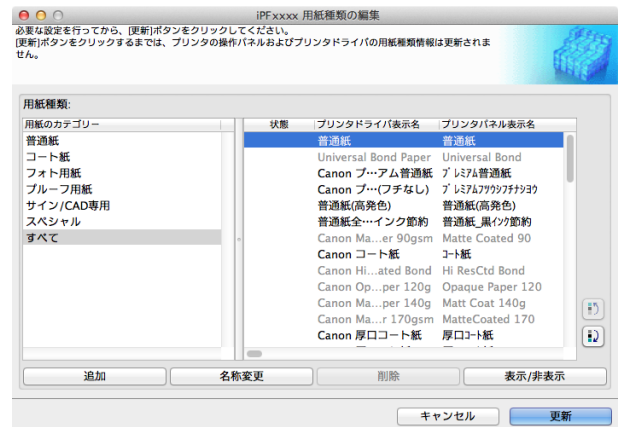 iPFxxxx 用紙種類の編集
必要な設定を行ってから、[更新]ボタンをクリックしてください。
[更新]ボタンをクリックするまでは、プリンタの操作パネルおよびプリンタドライバの用紙種類情報は更新されま
せん。
用紙種類:
用紙のカテゴリー 状態 プリンタドライバ表示名 プリンタパネル表示名
普通紙 普通紙 普通紙
コート紙 Universal Bond Paper Universal Bond
フォト用紙 Canon プ…アム普通紙 プレミアム普通紙
プルーフ用紙 Canon プ…(フチなし) プレミアムフツウシフチナシヨウ
サイン/CAD専用 普通紙(高発色) 普通紙(高発色)
スペシャル 普通紙全…インク節約 普通紙_黒インク節約
すべて Canon Ma...er 90gsm Matte Coated 90
Canon コート紙 コート紙
Canon Hi...ated Bond Hi ResCtd Bond
Canon Op...per 120g Opaque Paper 120
Canon Ma...per 140g Matt Coat 140g
Canon Ma...r 170gsm MatteCoated 170
Canon 厚口コート紙 厚口コート紙
追加 名称変更 削除 表示/非表示
キャンセル 更新